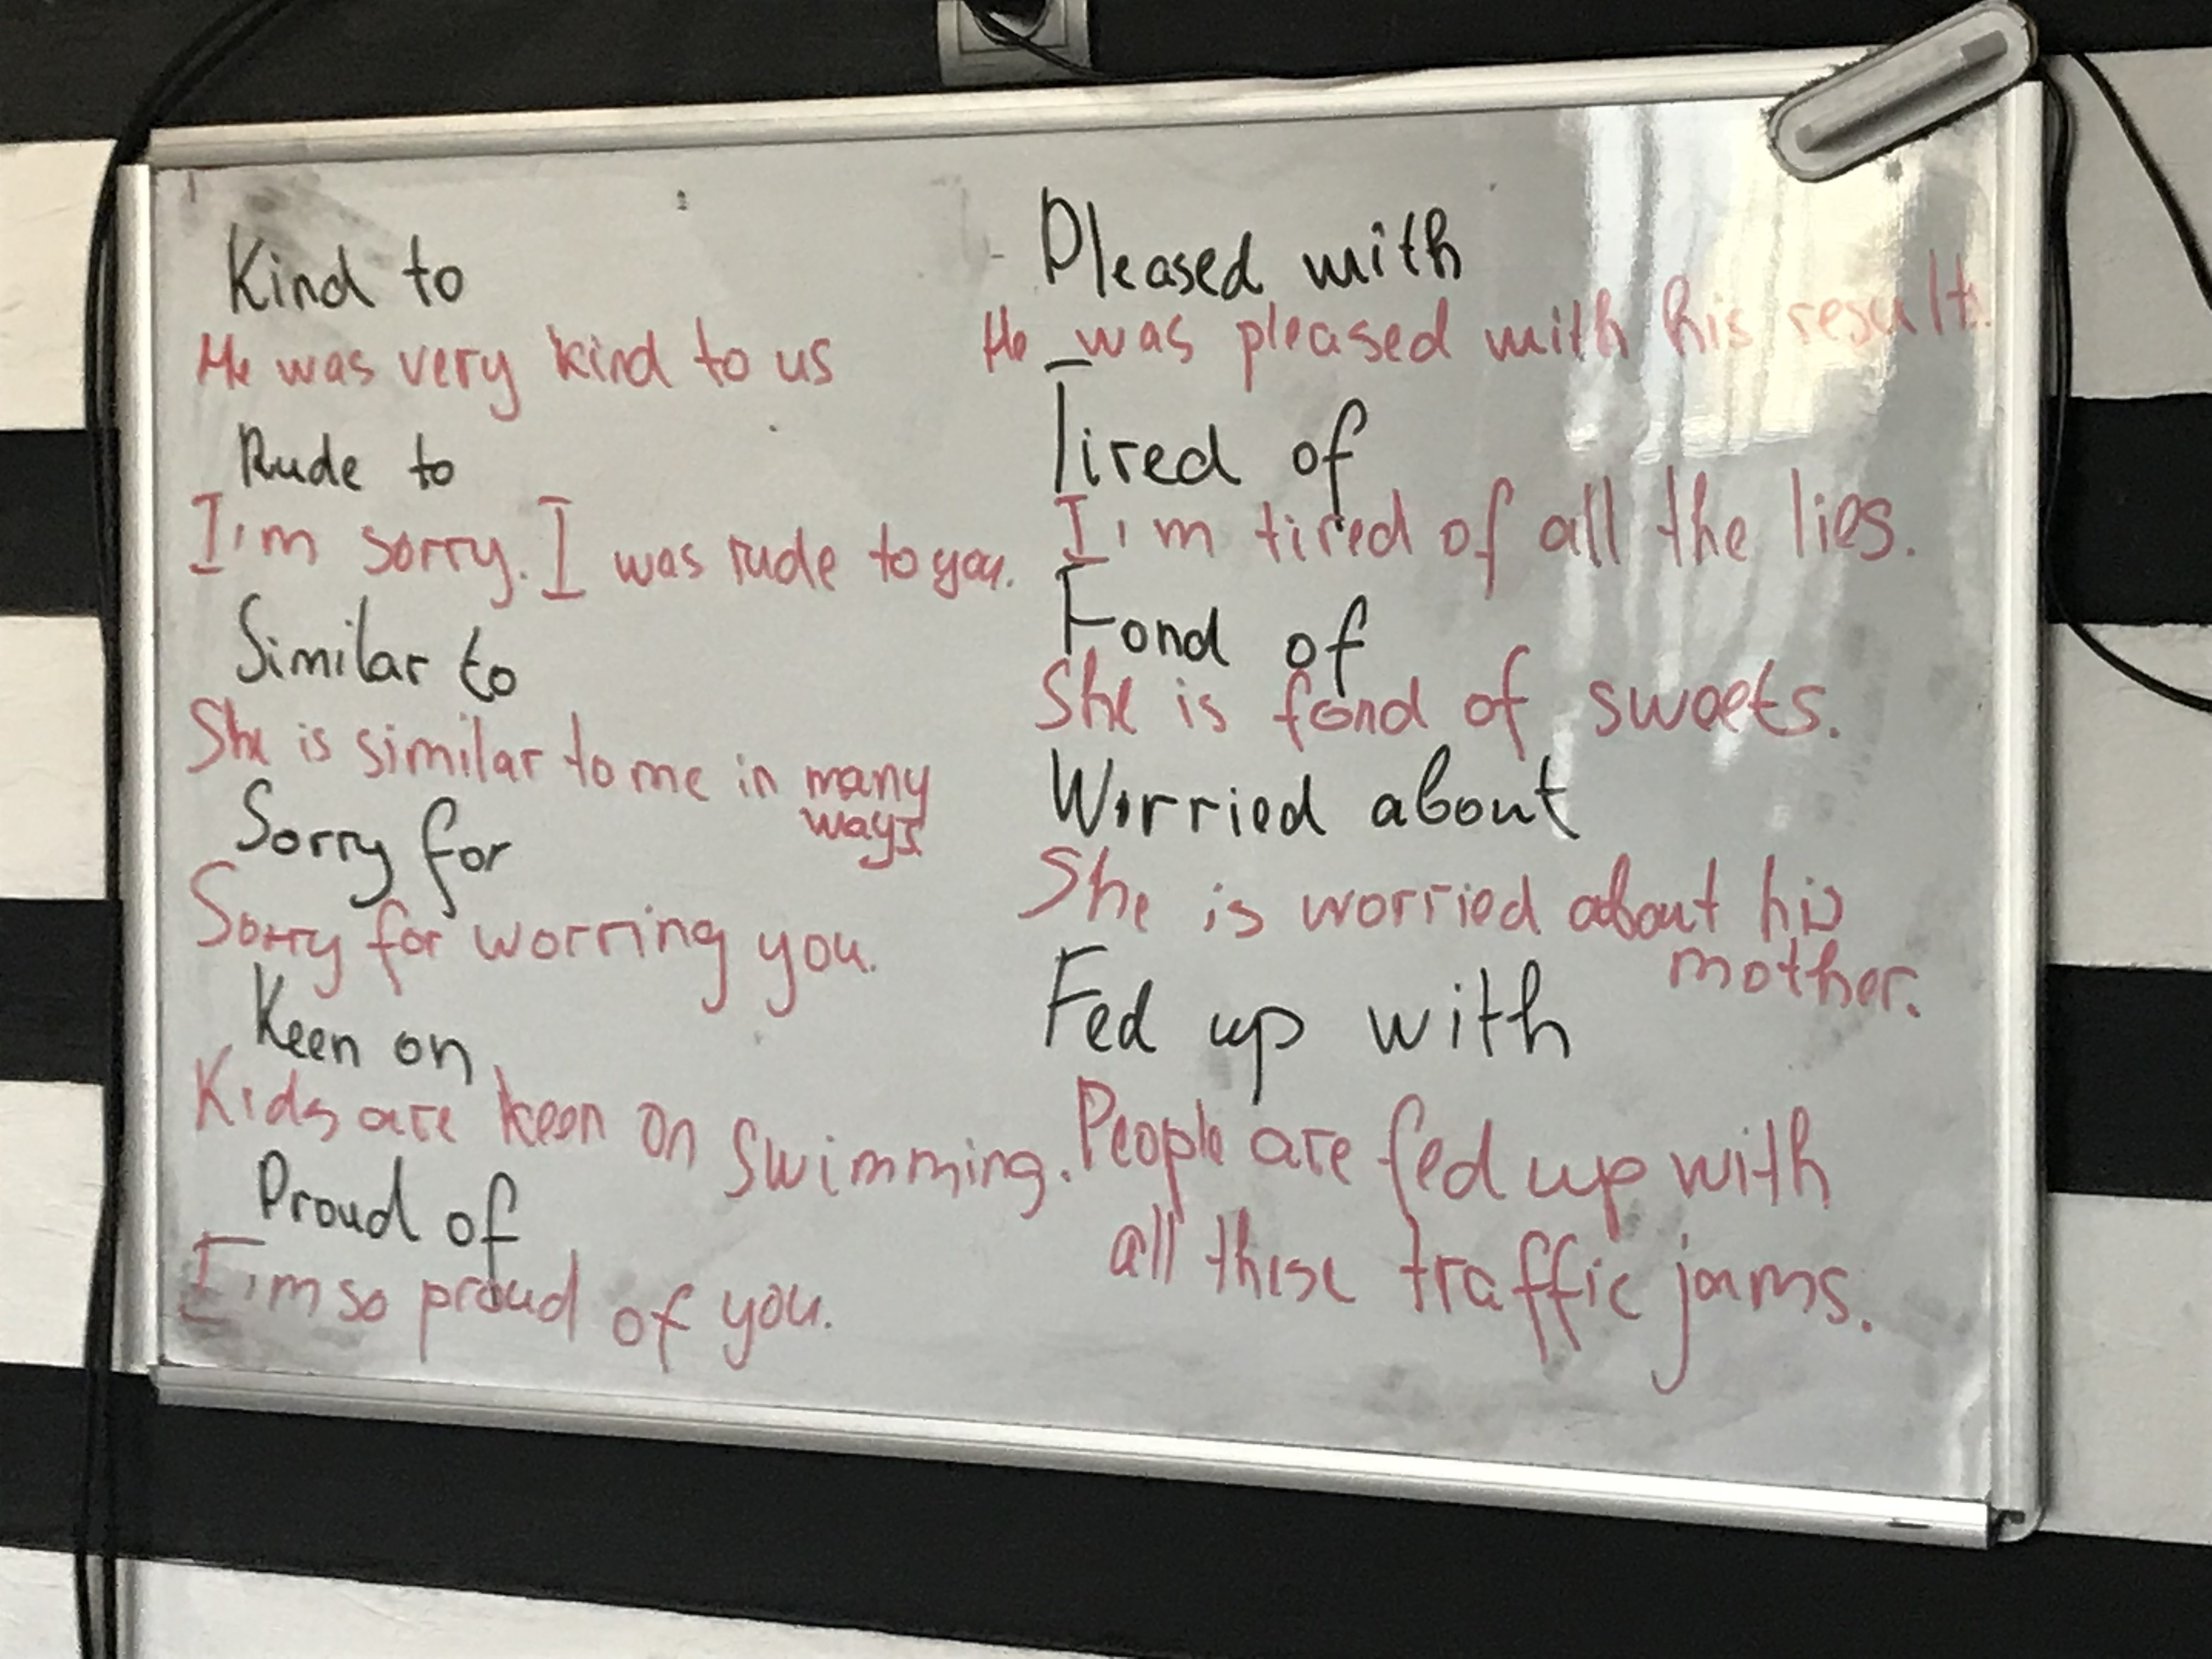 Kind to
He was very kind to us
Rude to
I'm sorry. I was rude to you.
Similar to
She is similar to me in many
ways
Sorry for
Sorry for worring you.
Keen on
Kids are keen on swimming.
Proud of
I'm so proud of you.
Pleased with
He was pleased with his results.
Tired of
I'm tired of all the lies.
Fond of
She is fond of sweets.
Worried about
She is worried about his
mother.
Fed up with
People are fed up with
all these traffic jams.